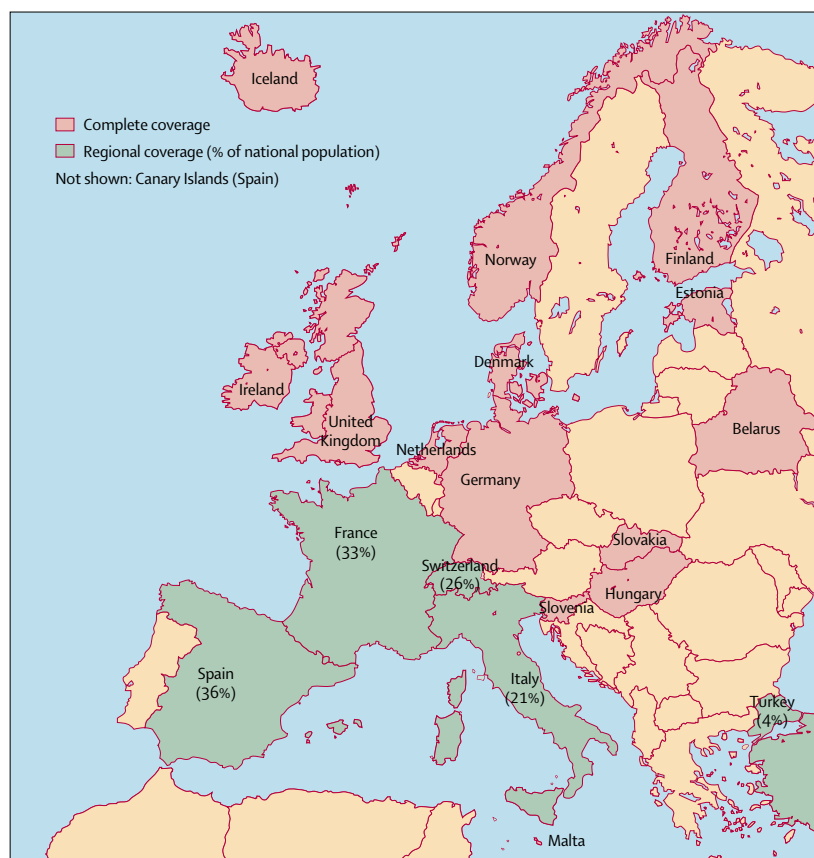 Iceland
Complete coverage
Regional coverage (% of national population)
Not shown: Canary Islands (Spain)
Norway
Finland
Estonia
Denmark
Ireland
United
Kingdom
Belarus
Netherlands
Germany
France
(33%)
Slovakia
Switzerland
(26%)
Hungary
Slovenia
Spain
(36%)
Italy
(21%)
Turkey
(4%)
Malta